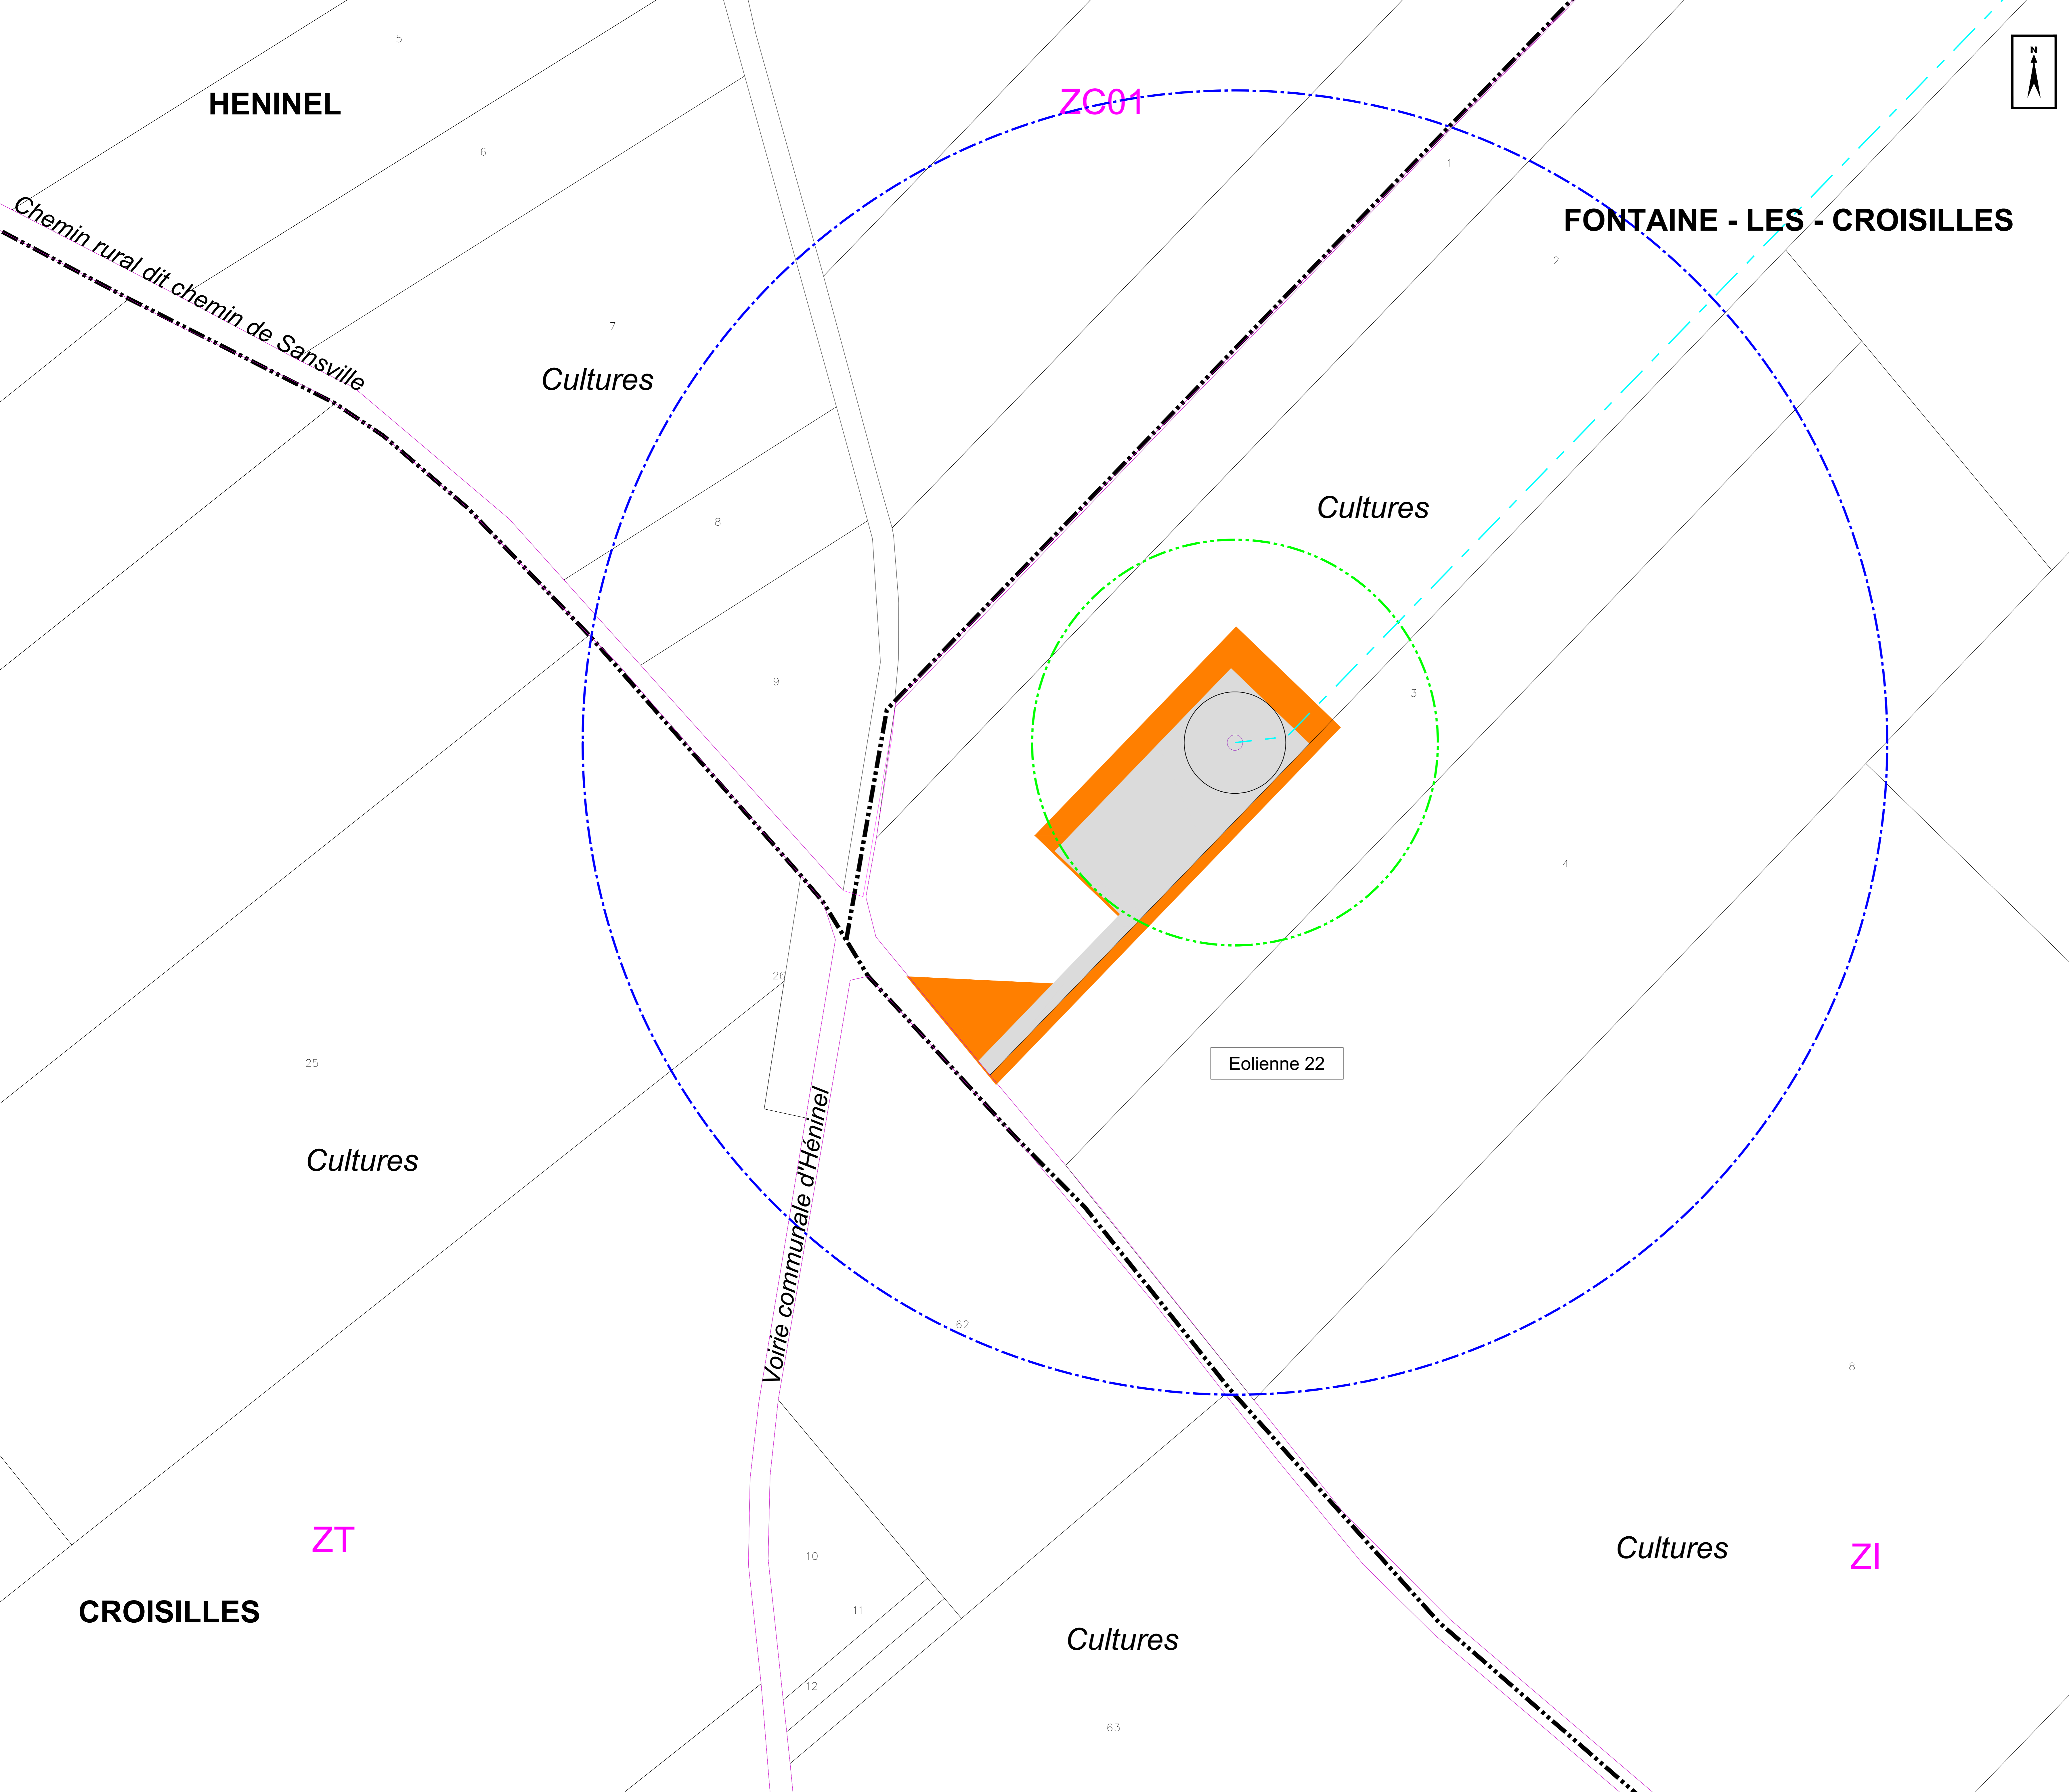 5
N
HENINEL
ZC01
6
1
Chemin rural dit chemin de Sansville
FONTAINE - LES - CROISILLES
2
7
Cultures
Cultures
8
9
3
4
26
25
Eolienne 22
Cultures
Voirie communale d'Héninel
62
8
ZT
Cultures
ZI
10
CROISILLES
11
Cultures
12
63